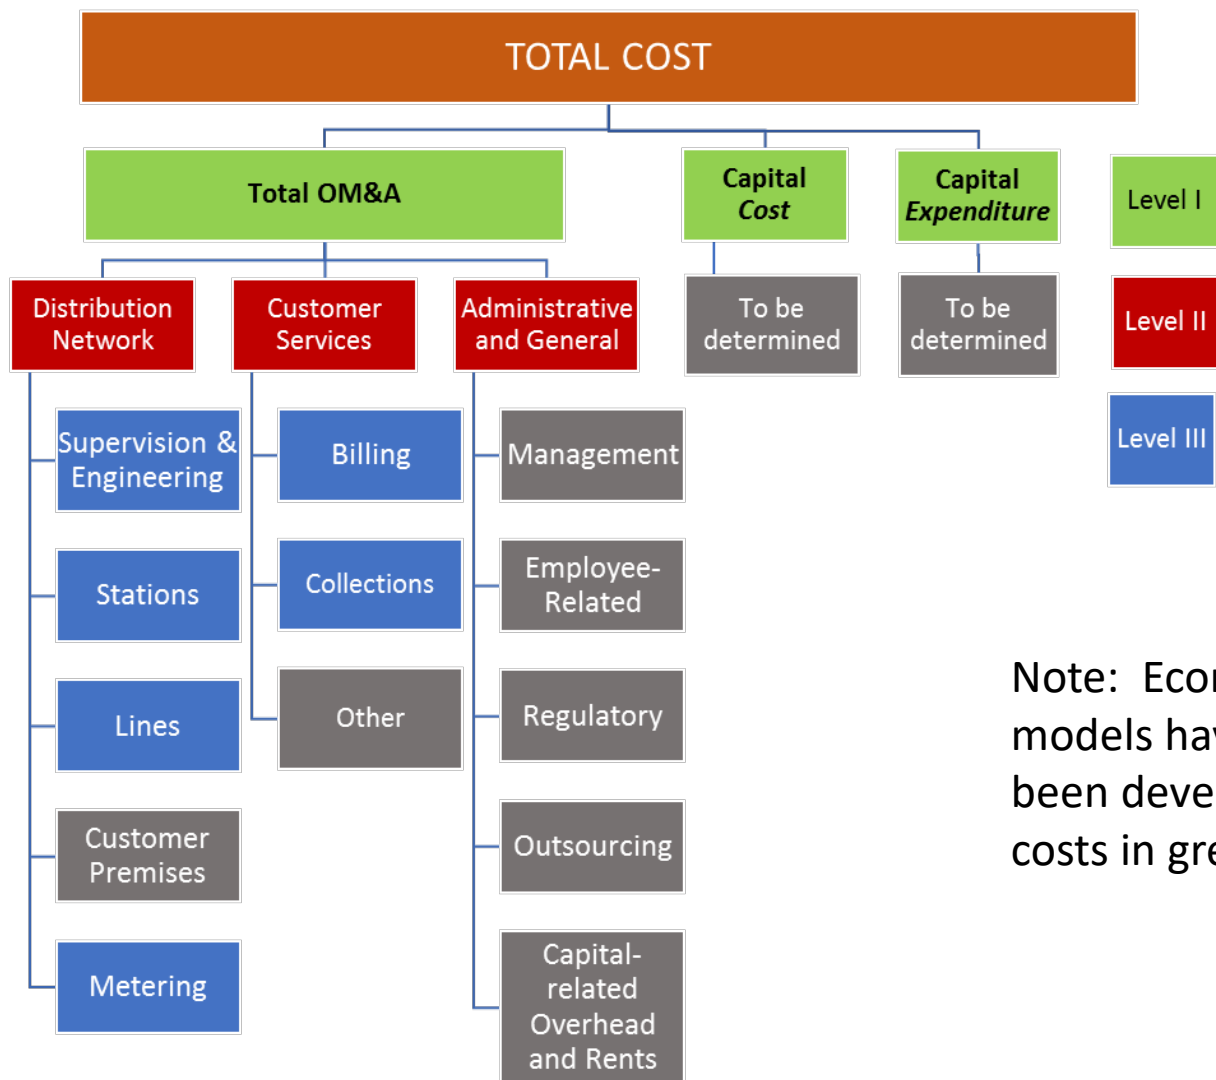 TOTAL COST
Total OM&A
Capital
Cost
Capital
Expenditure
Level I
Distribution
Network
Customer
Services
Administrative
and General
To be
determined
To be
determined
Level II
Supervision &
Engineering
Billing
Management
Level III
Stations
Collections
Employee-
Related
Lines
Other
Regulatory
Customer
Premises
Outsourcing
Metering
Capital-
related
Overhead
and Rents
Note:
models
been
costs in